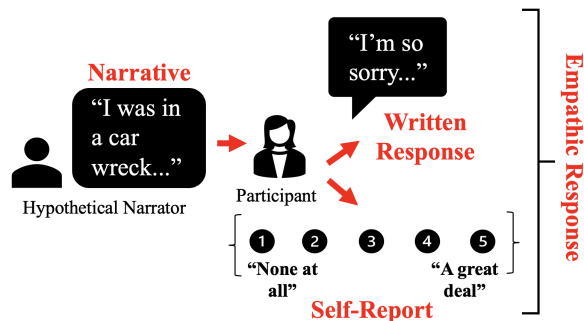 Narrative
“I was in
a car
wreck...”
Hypothetical Narrator
Participant
“I’m so
sorry...”
Written
Response
1 2 3 4 5
“None at
all”
“A great
deal”
Self-Report
Empathic Response